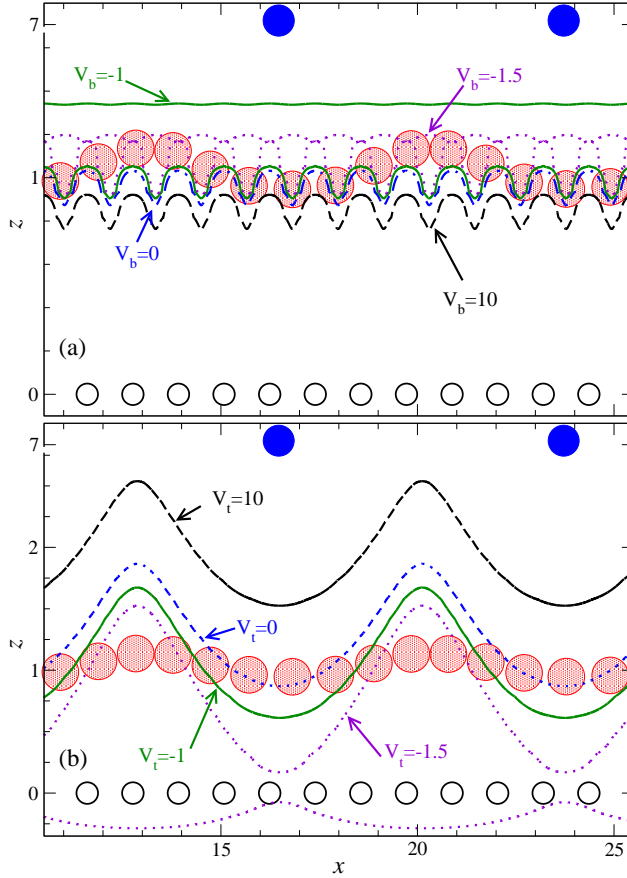 7
V_b=-1
V_b=-1.5
1
z
V_b=0
V_b=10
(a)
0
7
V_t=10
2
z
V_t=0
1
V_t=-1
V_t=-1.5
(b)
0
15 20 25
x